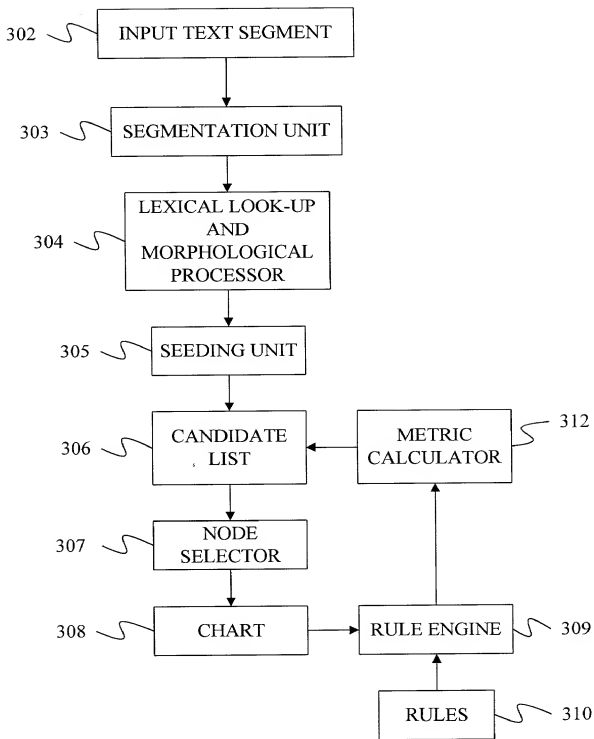 302
INPUT TEXT SEGMENT
303
SEGMENTATION UNIT
304
LEXICAL LOOK-UP
AND
MORPHOLOGICAL
PROCESSOR
305
SEEDING UNIT
306
CANDIDATE
LIST
METRIC
CALCULATOR
312
307
NODE
SELECTOR
308
CHART
RULE ENGINE
309
RULES
310